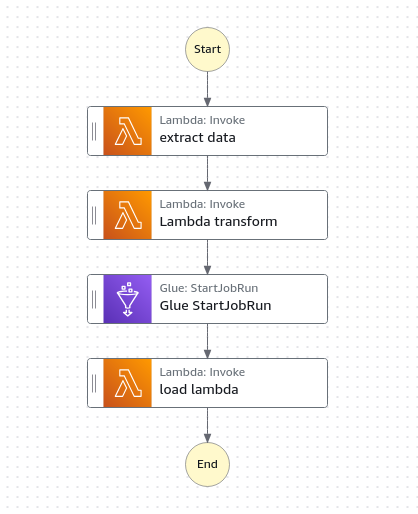 Start
Lambda: Invoke
extract data
Lambda: Invoke
Lambda transform
Glue: StartJobRun
Glue StartJobRun
Lambda: Invoke
load lambda
End